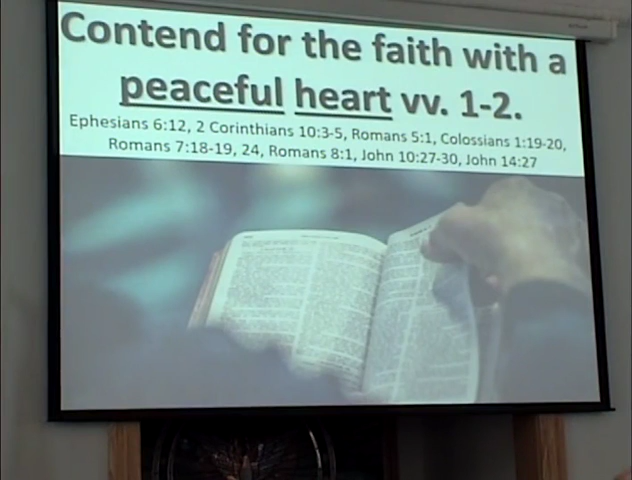 Contend for the faith with a
peaceful heart vv. 1-2.
Ephesians 6:12, 2 Corinthians 10:3-5, Romans 5:1, Colossians 1:19-20,
Romans 7:18-19, 24, Romans 8:1, John 10:27-30, John 14:27